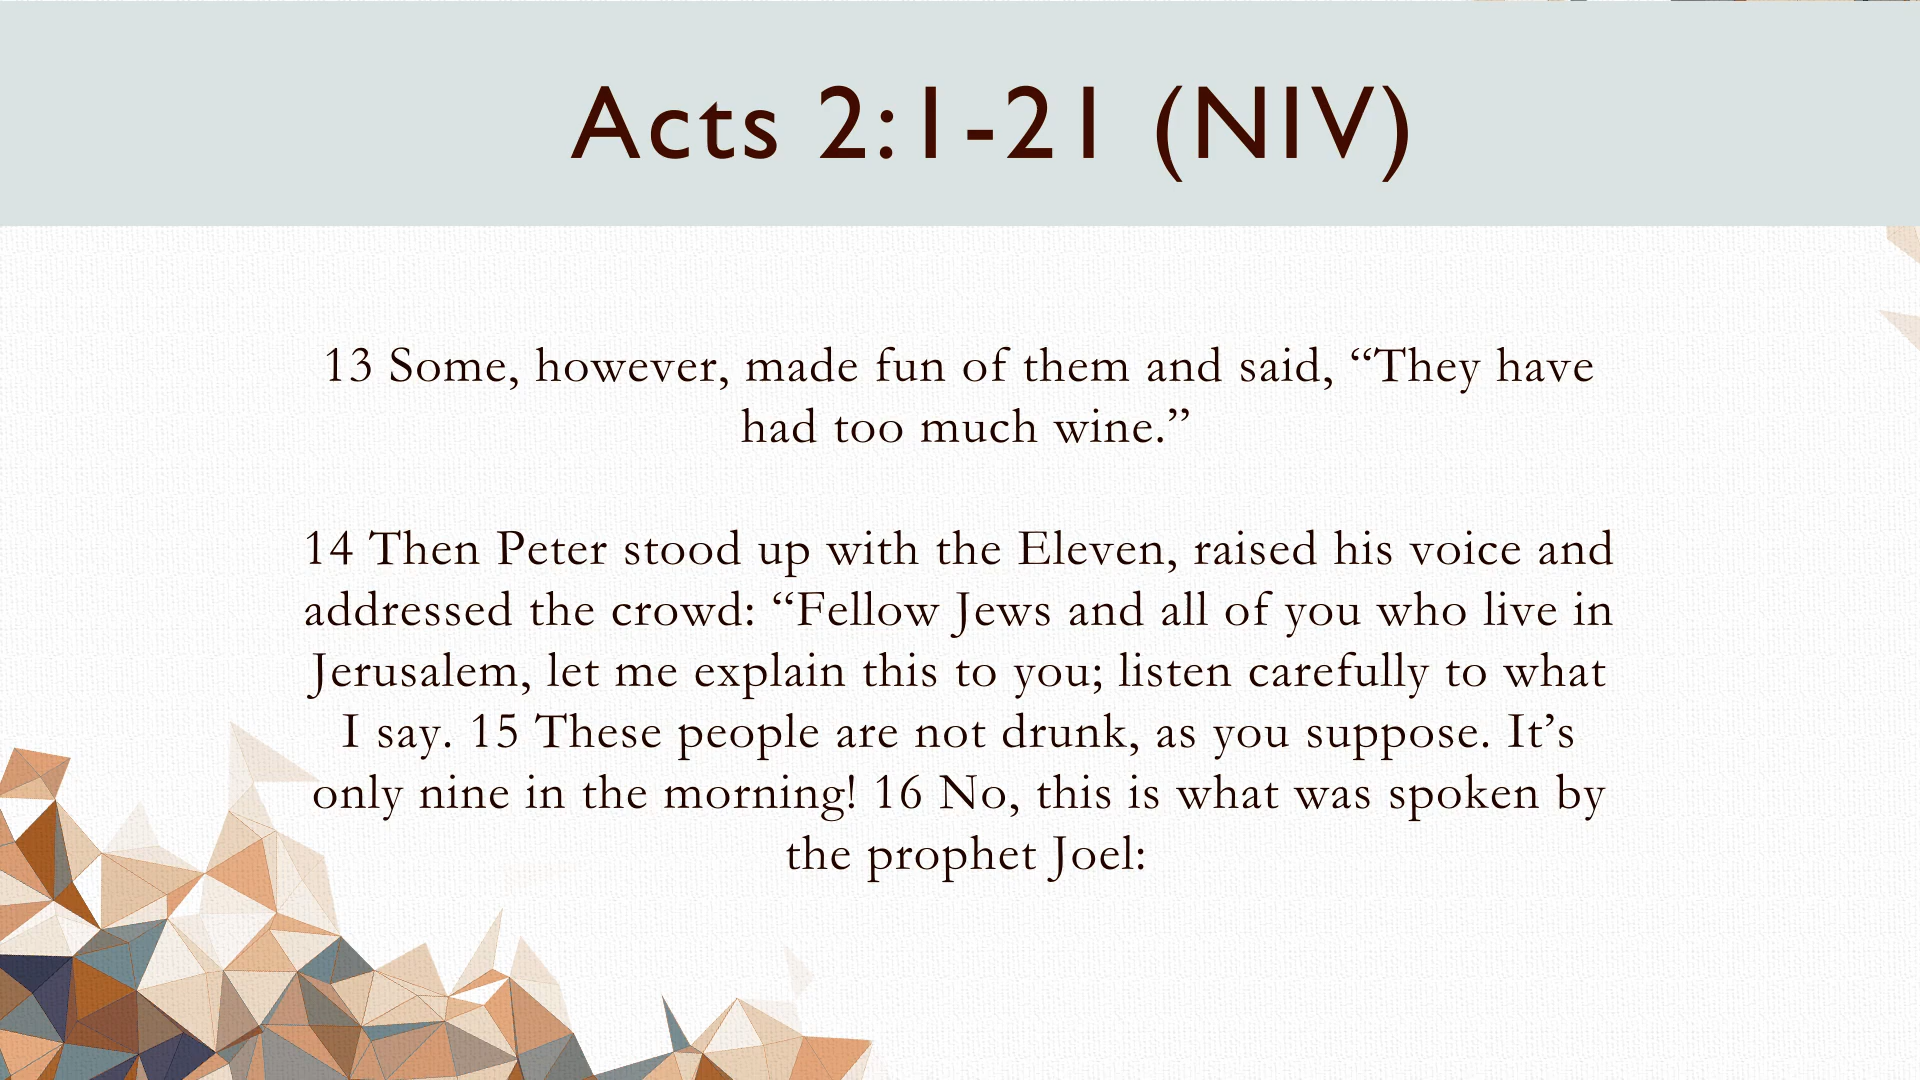 Acts 2:1-21 (NIV)
13 Some, however, made fun of them and said, “They have
had too much wine.”
14 Then Peter stood up with the Eleven, raised his voice and
addressed the crowd: “Fellow Jews and all of you who live in
Jerusalem, let me explain this to you; listen carefully to what
I say. 15 These people are not drunk, as you suppose. It’s
only nine in the morning! 16 No, this is what was spoken by
the prophet Joel: